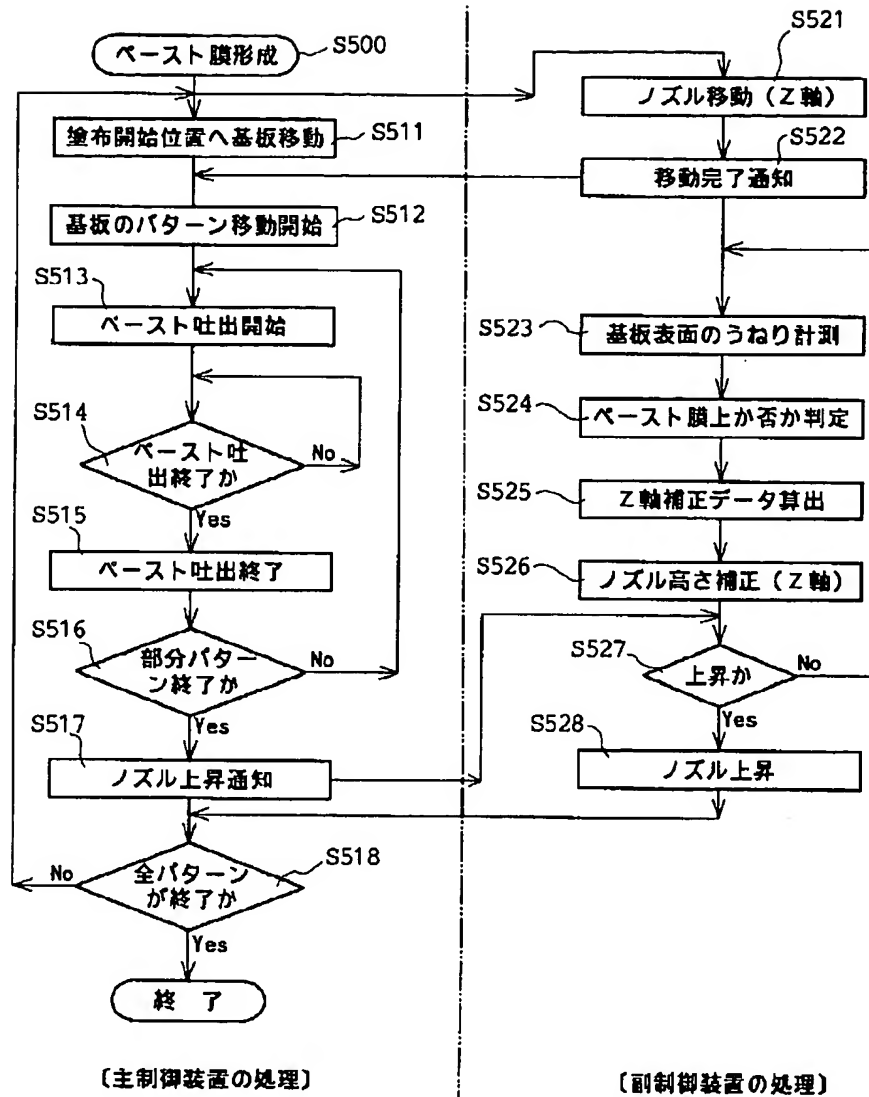 ペースト膜形成
S500
塗布開始位置へ基板移動
S511
基板のパターン移動開始
S512
S513
ペースト吐出開始
S514
ペースト吐
出終了か
No
Yes
S515
ペースト吐出終了
S516
部分パター
ン終了か
No
Yes
S517
ノズル上昇通知
S518
全パターン
が終了か
No
Yes
終 了
〔主制御装置の処理〕
S521
ノズル移動（Z軸）
S522
移動完了通知
S523
基板表面のうねり計測
S524
ペースト膜上か否か判定
S525
Z軸補正データ算出
S526
ノズル高さ補正（Z軸）
S527
上昇か
No
Yes
S528
ノズル上昇
〔副制御装置の処理〕